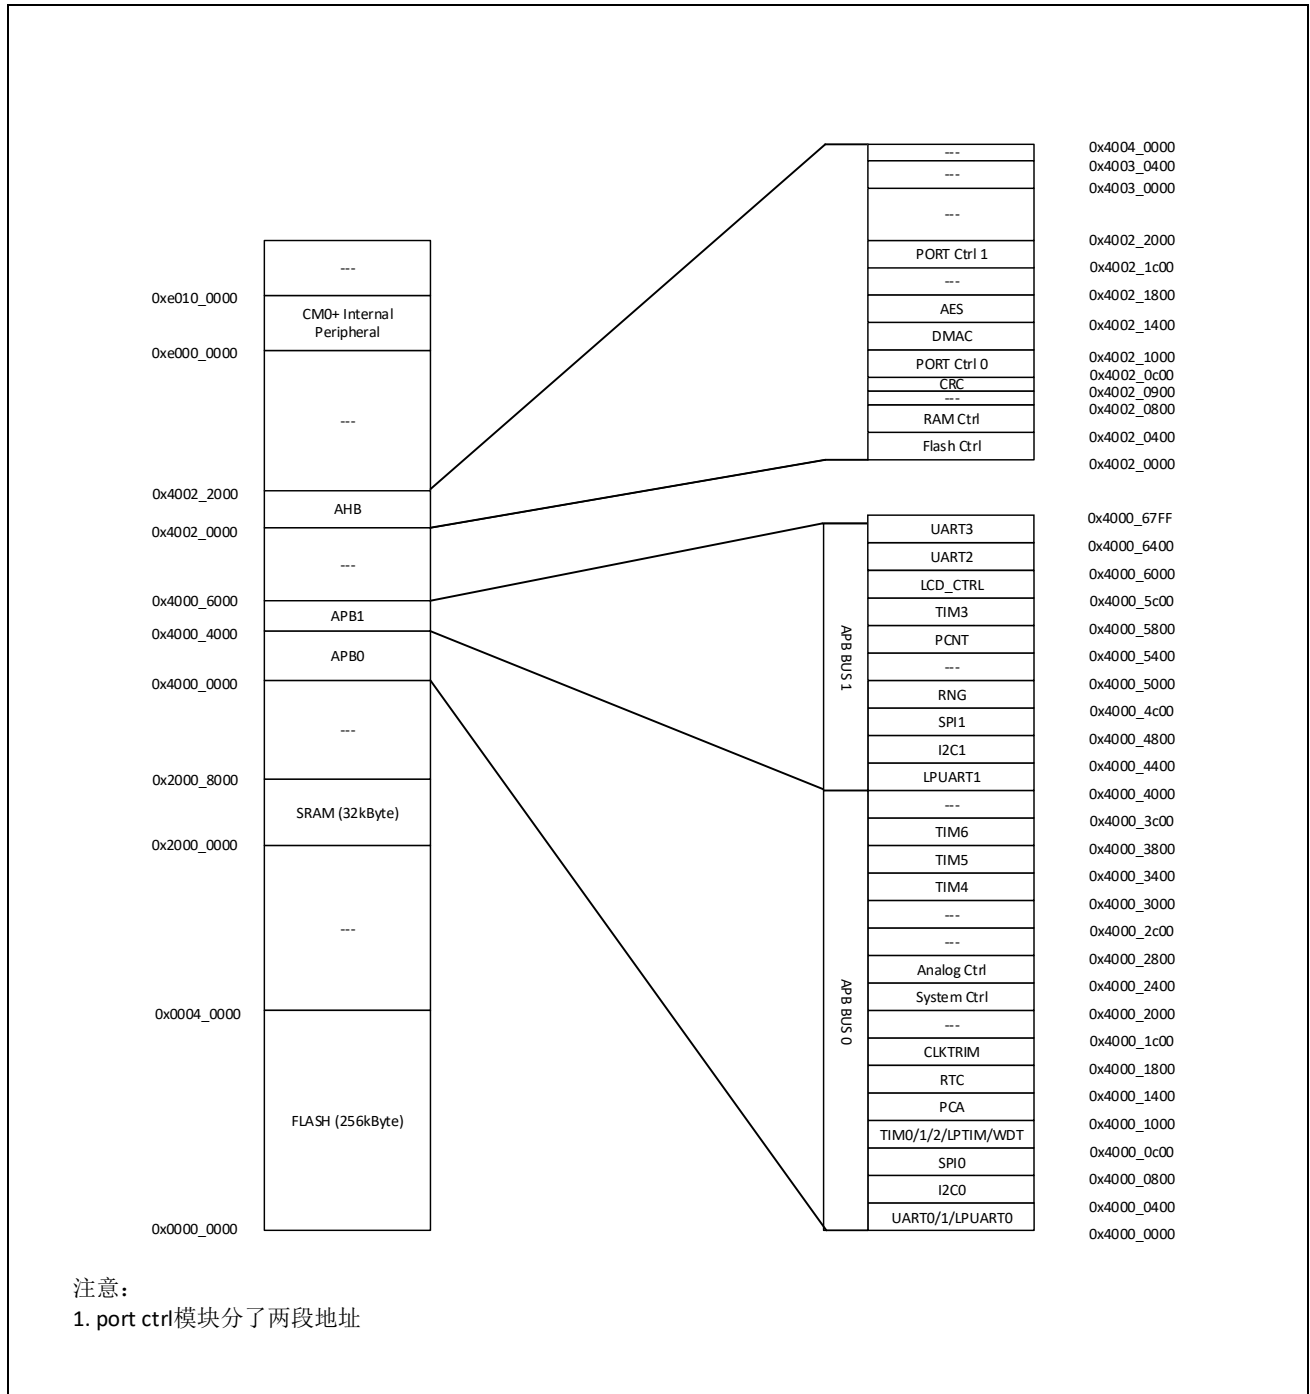 ---
0xe010_0000
CM0+ Internal
Peripheral
0xe000_0000
---
0x4002_2000
AHB
0x4002_0000
---
0x4000_6000
APB1
0x4000_4000
APB0
0x4000_0000
---
0x2000_8000
SRAM (32kByte)
0x2000_0000
---
0x0004_0000
FLASH (256kByte)
0x0000_0000
0x4004_0000
---
0x4003_0400
---
0x4003_0000
---
0x4002_2000
PORT Ctrl 1
0x4002_1c00
---
0x4002_1800
AES
0x4002_1400
DMAC
0x4002_1000
PORT Ctrl 0
0x4002_0c00
CRC
0x4002_0900
---
0x4002_0800
RAM Ctrl
0x4002_0400
Flash Ctrl
0x4002_0000
APB BUS 1
0x4000_67FF
UART3
0x4000_6400
UART2
0x4000_6000
LCD_CTRL
0x4000_5c00
TIM3
0x4000_5800
PCNT
0x4000_5400
---
0x4000_5000
RNG
0x4000_4c00
SPI1
0x4000_4800
I2C1
0x4000_4400
LPUART1
0x4000_4000
APB BUS 0
---
0x4000_3c00
TIM6
0x4000_3800
TIM5
0x4000_3400
TIM4
0x4000_3000
---
0x4000_2c00
---
0x4000_2800
Analog Ctrl
0x4000_2400
System Ctrl
0x4000_2000
---
0x4000_1c00
CLKTRIM
0x4000_1800
RTC
0x4000_1400
PCA
0x4000_1000
TIM0/1/2/LPTIM/WDT
0x4000_0c00
SPI0
0x4000_0800
I2C0
0x4000_0400
UART0/1/LPUART0
0x4000_0000
注意：
1. port ctrl模块分了两段地址